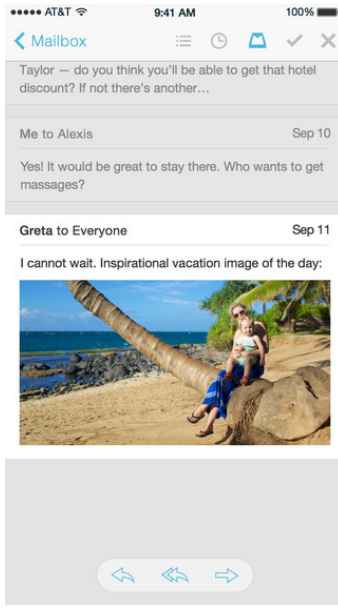 ●●●●● AT&T 9:41 AM 100%
Mailbox
Taylor — do you think you'll be able to get that hotel
discount? If not there's another…
Me to Alexis Sep 10
Yes! It would be great to stay there. Who wants to get
massages?
Greta to Everyone Sep 11
I cannot wait. Inspirational vacation image of the day: